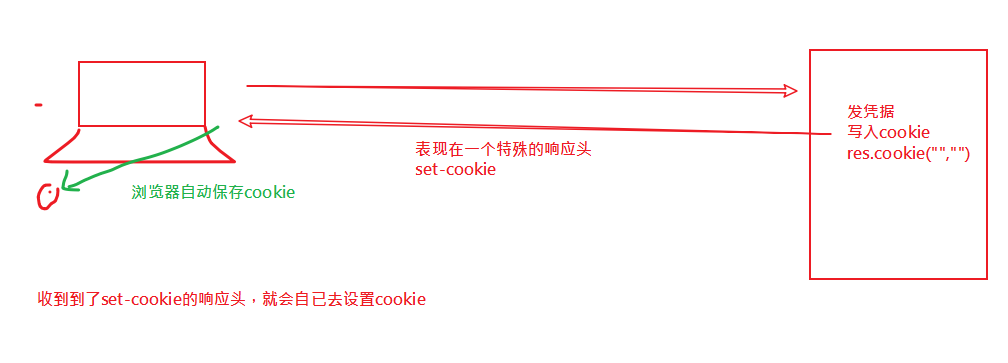 发凭据
写入cookie
res.cookie("","")
表现在一个特殊的响应头
set-cookie
浏览器自动保存cookie
收到到了set-cookie的响应头，就会自已去设置cookie